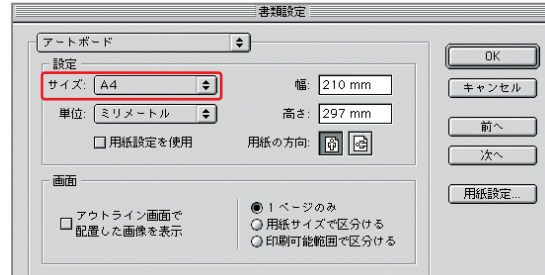 書類設定
アートボード
設定
サイズ: A4
幅: 210 mm
単位: ミリメートル
高さ: 297 mm
用紙設定を使用
用紙の方向:
画面
アウトライン画面で
配置した画像を表示
1 ページのみ
用紙サイズで区分ける
印刷可能範囲で区分ける
OK
キャンセル
前へ
次へ
用紙設定...